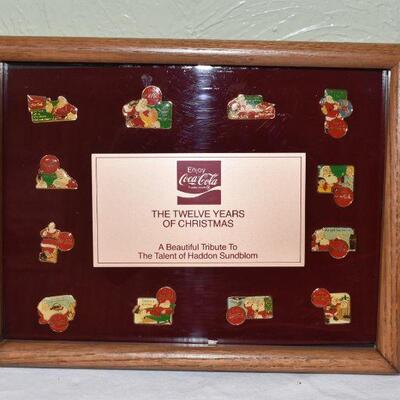 Enjoy
Coca-Cola
THE TWELVE YEARS
OF CHRISTMAS
A Beautiful Tribute To
The Talent of Haddon Sundblom